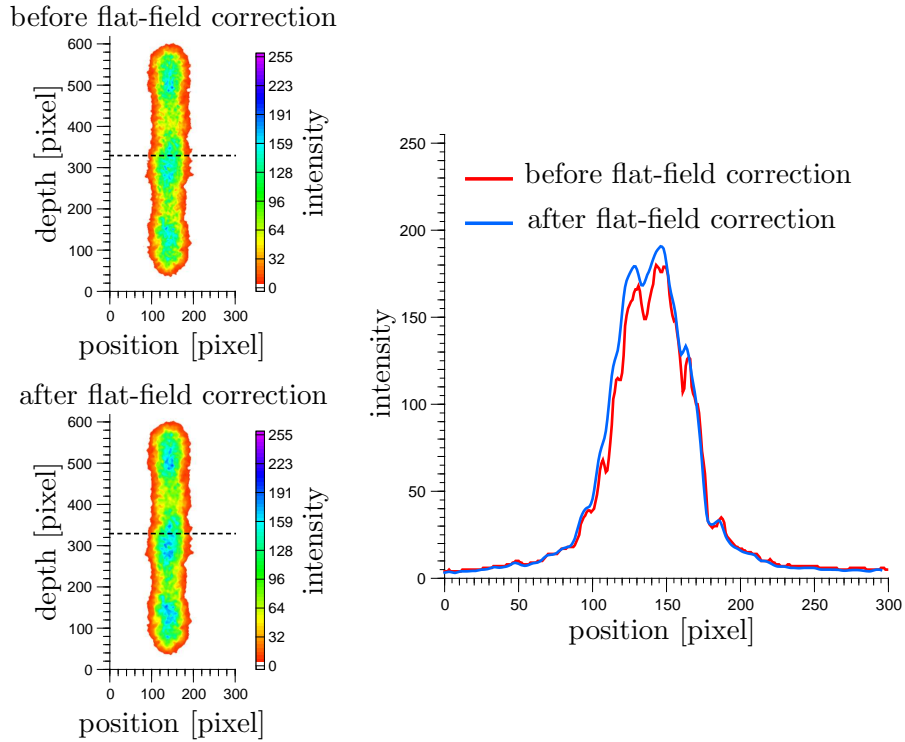 before flat-field correction
600
500
400
300
200
100
0
depth [pixel]
0 100 200 300
position [pixel]
255
223
191
159
128
96
64
32
0
intensity
after flat-field correction
600
500
400
300
200
100
0
depth [pixel]
0 100 200 300
position [pixel]
255
223
191
159
128
96
64
32
0
intensity
250
200
150
100
50
0
intensity
before flat-field correction
after flat-field correction
0 50 100 150 200 250 300
position [pixel]